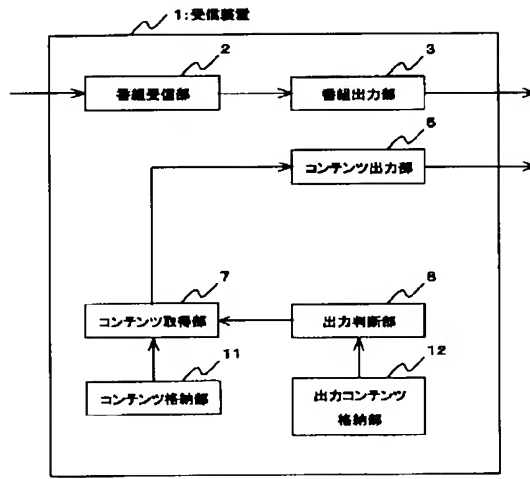 1:受信装置
2
3
番組受信部
番組出力部
5
コンテンツ出力部
7
8
コンテンツ取得部
出力判断部
11
12
コンテンツ格納部
出力コンテンツ
格納部